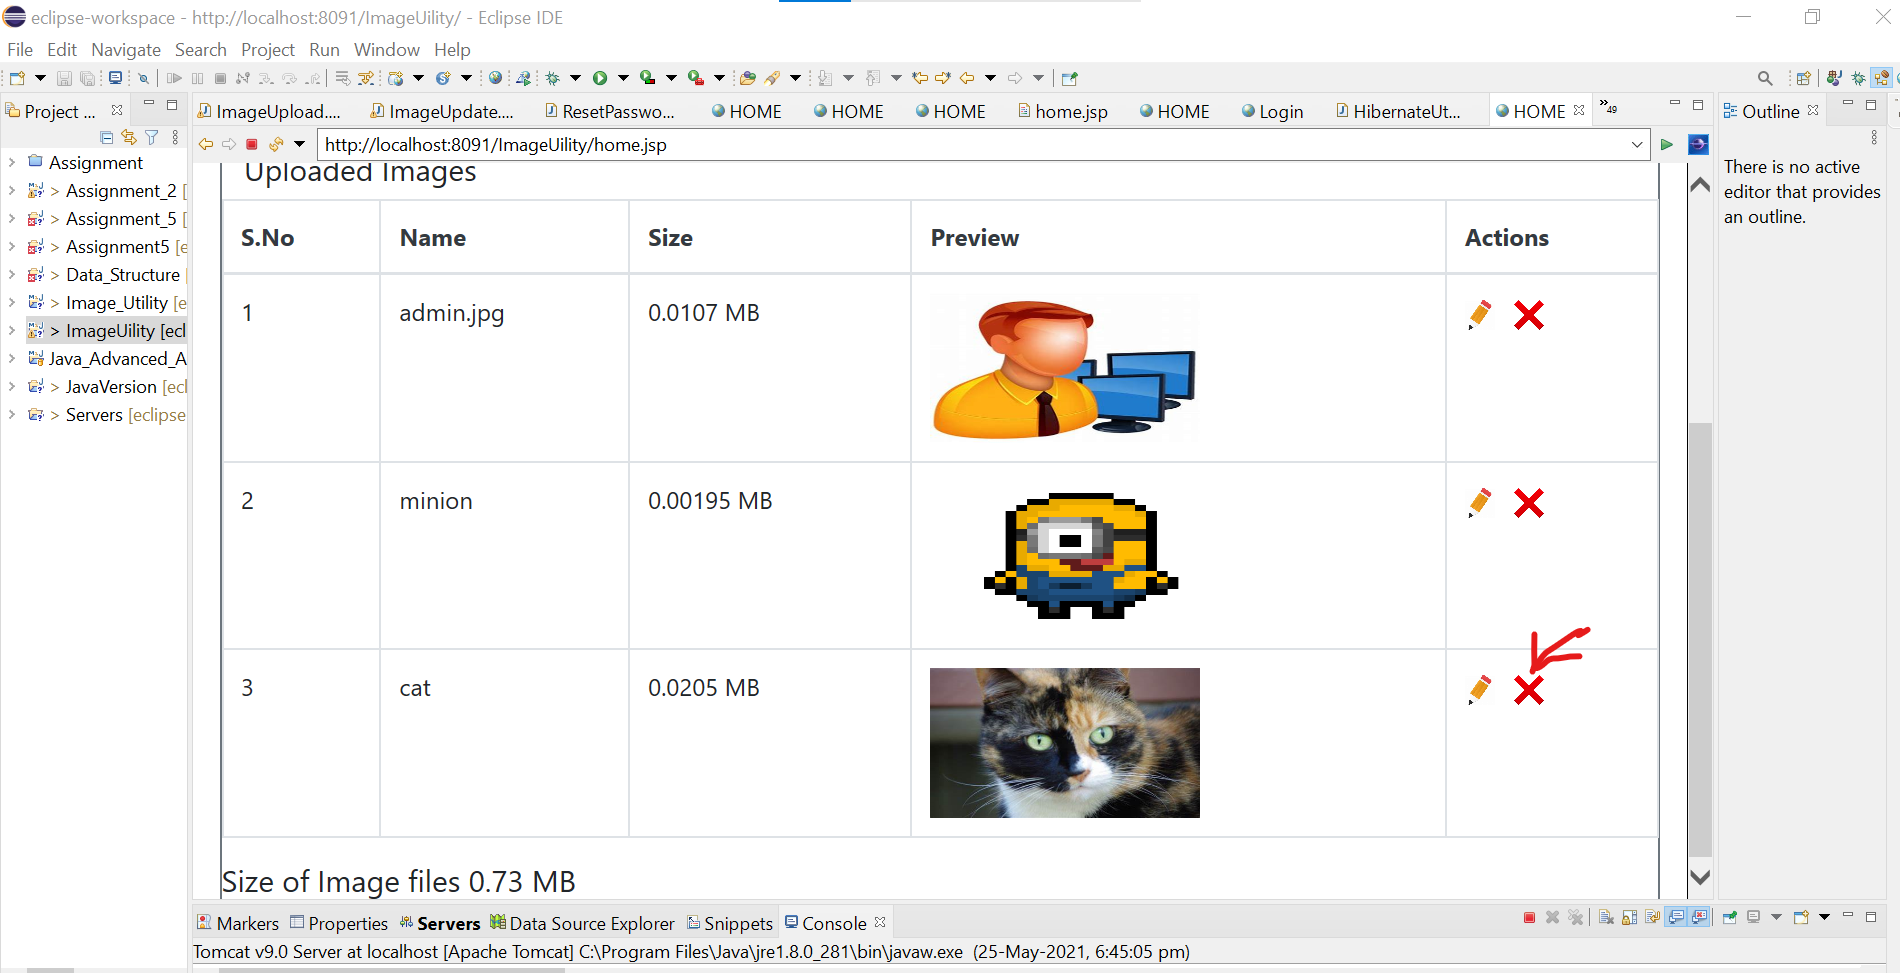 eclipse-workspace - http://localhost:8091/ImageUility/ - Eclipse IDE
File Edit Navigate Search Project Run Window Help
Project ...
ImageUpload....
ImageUpdate....
ResetPasswo...
HOME
HOME
HOME
home.jsp
HOME
Login
HibernateUt...
HOME
»49
Outline
http://localhost:8091/ImageUility/home.jsp
Assignment
> Assignment_2 [
> Assignment_5 [
> Assignment5 [e
> Data_Structure [
> Image_Utility [e
> ImageUility [ecl
Java_Advanced_A
> JavaVersion [ecl
> Servers [eclipse
There is no active
editor that provides
an outline.
Uploaded Images
S.No Name Size Preview Actions
1 admin.jpg 0.0107 MB
2 minion 0.00195 MB
3 cat 0.0205 MB
Size of Image files 0.73 MB
Markers Properties Servers Data Source Explorer Snippets Console
Tomcat v9.0 Server at localhost [Apache Tomcat] C:\Program Files\Java\jre1.8.0_281\bin\javaw.exe (25-May-2021, 6:45:05 pm)